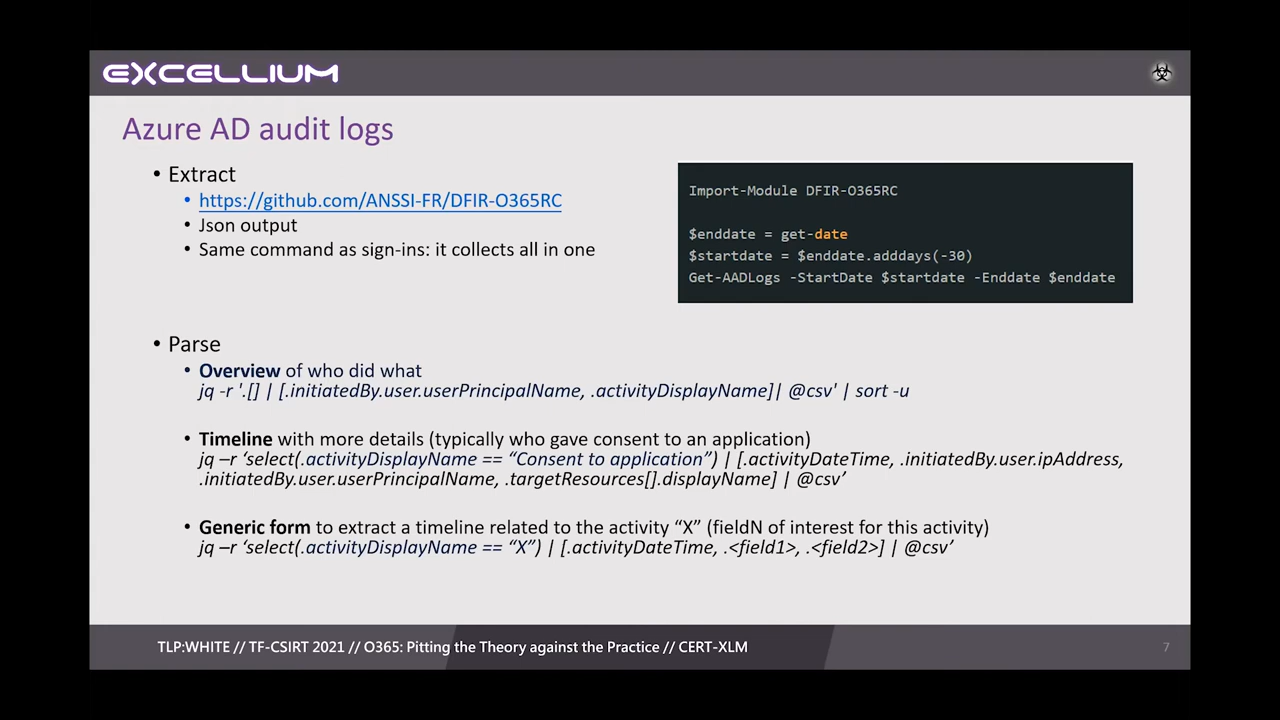 EXCELLIUM
Azure AD audit logs
• Extract
• https://github.com/ANSSI-FR/DFIR-O365RC
• Json output
• Same command as sign-ins: it collects all in one
Import-Module DFIR-O365RC
$enddate = get-date
$startdate = $enddate.adddays(-30)
Get-AADLogs -StartDate $startdate -Enddate $enddate
• Parse
• Overview of who did what
jq -r '.[] | [.initiatedBy.user.userPrincipalName, .activityDisplayName]| @csv' | sort -u
• Timeline with more details (typically who gave consent to an application)
jq –r ‘select(.activityDisplayName == “Consent to application”) | [.activityDateTime, .initiatedBy.user.ipAddress,
.initiatedBy.user.userPrincipalName, .targetResources[].displayName] | @csv’
• Generic form to extract a timeline related to the activity “X” (fieldN of interest for this activity)
jq –r ‘select(.activityDisplayName == “X”) | [.activityDateTime, .<field1>, .<field2>] | @csv’
TLP:WHITE // TF-CSIRT 2021 // O365: Pitting the Theory against the Practice // CERT-XLM
7